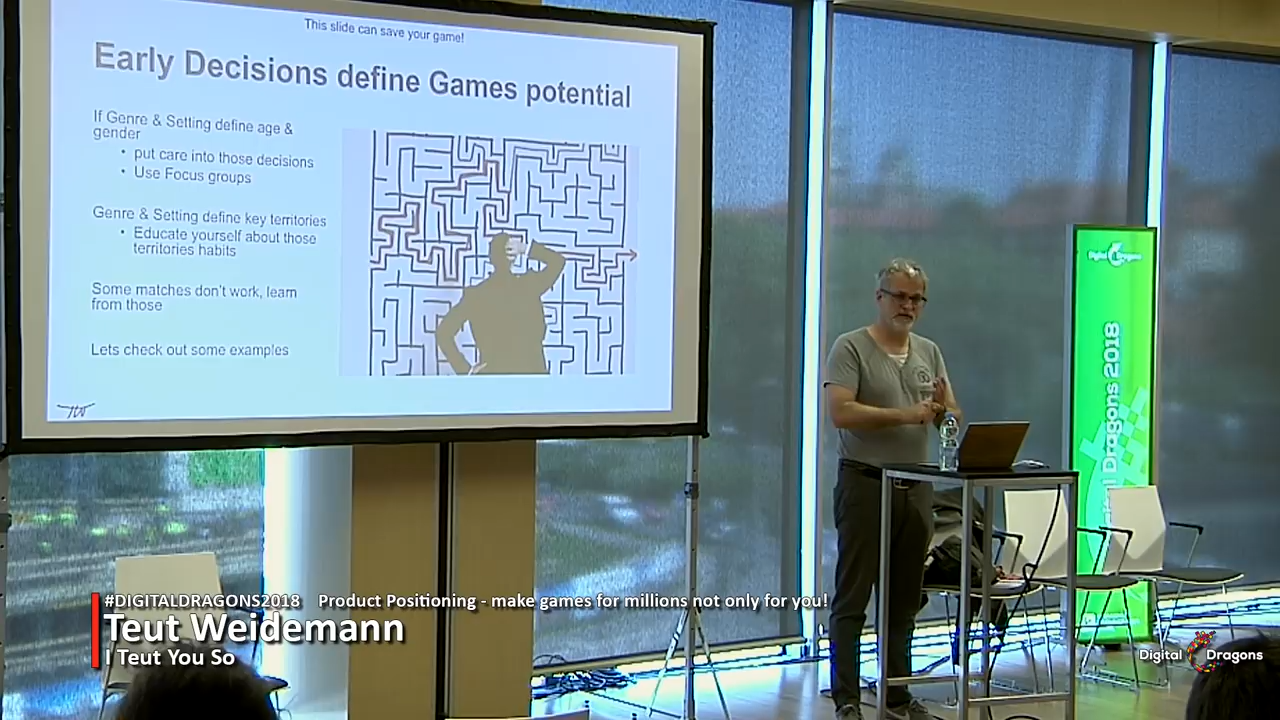 This slide can save your game!
Early Decisions define Games potential
If Genre & Setting define age &
gender
• put care into those decisions
• Use Focus groups
Genre & Setting define key territories
• Educate yourself about those
territories habits
Some matches don't work, learn
from those
Lets check out some examples
Digital Dragons
Dragons 2018
#DIGITALDRAGONS2018 Product Positioning - make games for millions not only for you!
Teut Weidemann
I Teut You So
Digital Dragons